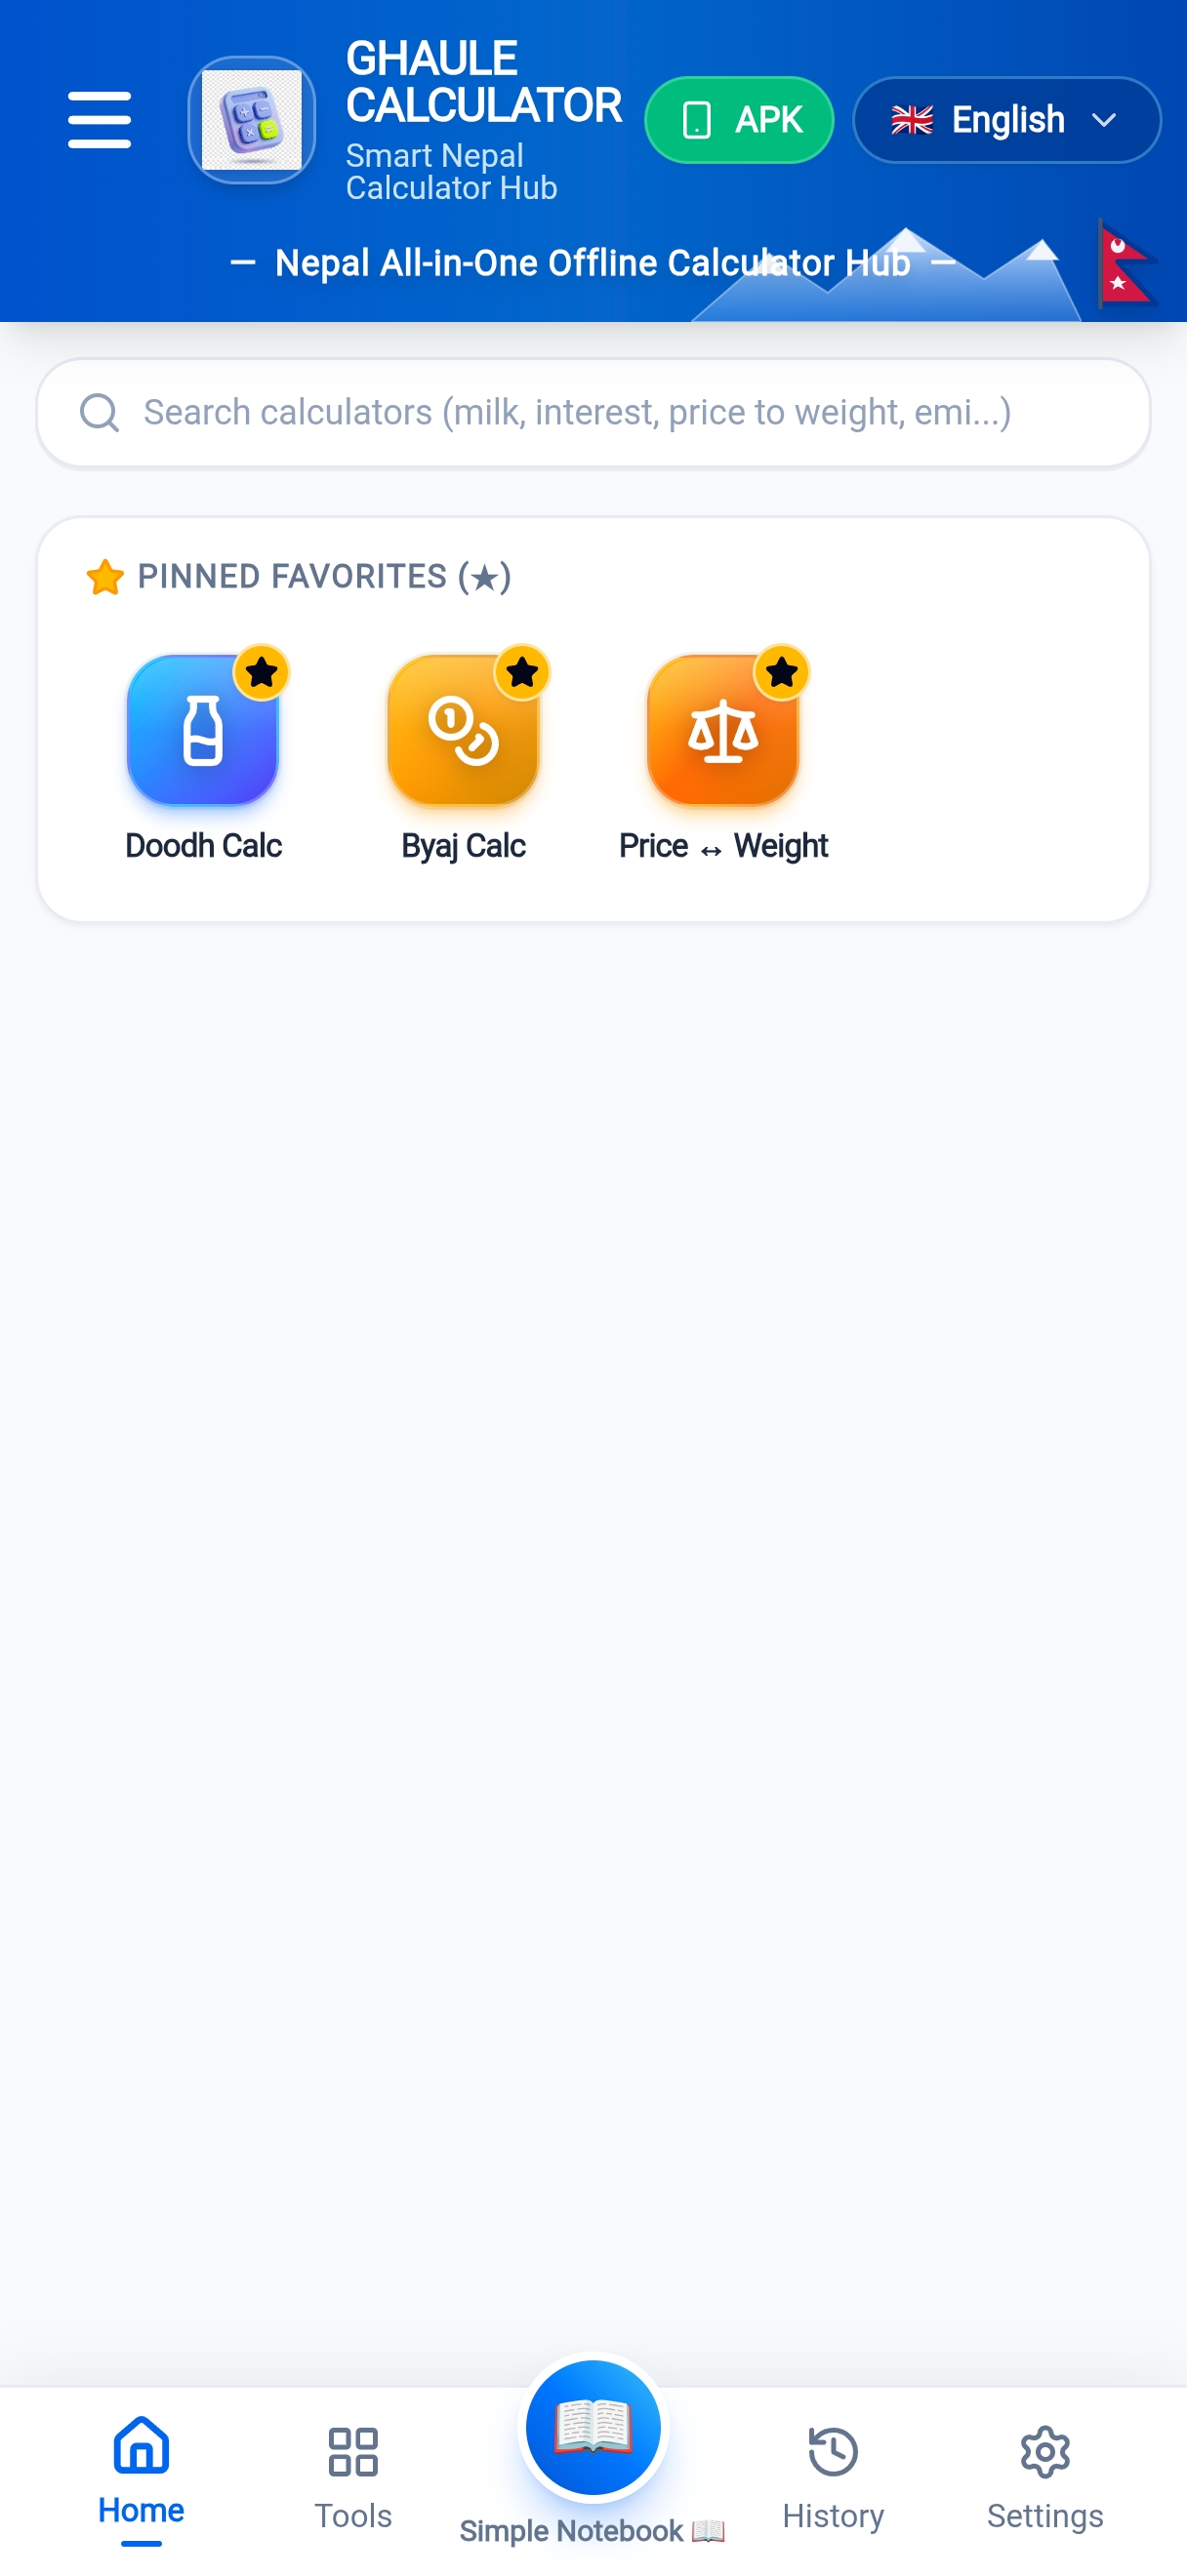 GHAULE
CALCULATOR
Smart Nepal
Calculator Hub
APK
🇬🇧 English
— Nepal All-in-One Offline Calculator Hub —
Search calculators (milk, interest, price to weight, emi...)
⭐ PINNED FAVORITES (★)
Doodh Calc
Byaj Calc
Price ↔ Weight
Home
Tools
Simple Notebook 📖
History
Settings